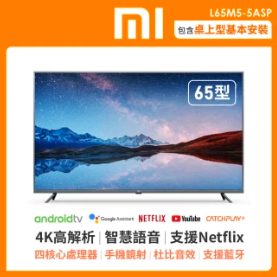 mi
L65M5-5ASP
包含桌上型基本安裝
65型
androidtv Google Assistant NETFLIX YouTube CATCHPLAY+
4K高解析|智慧語音|支援Netflix
四核心處理器|手機鏡射|杜比音效|支援藍牙